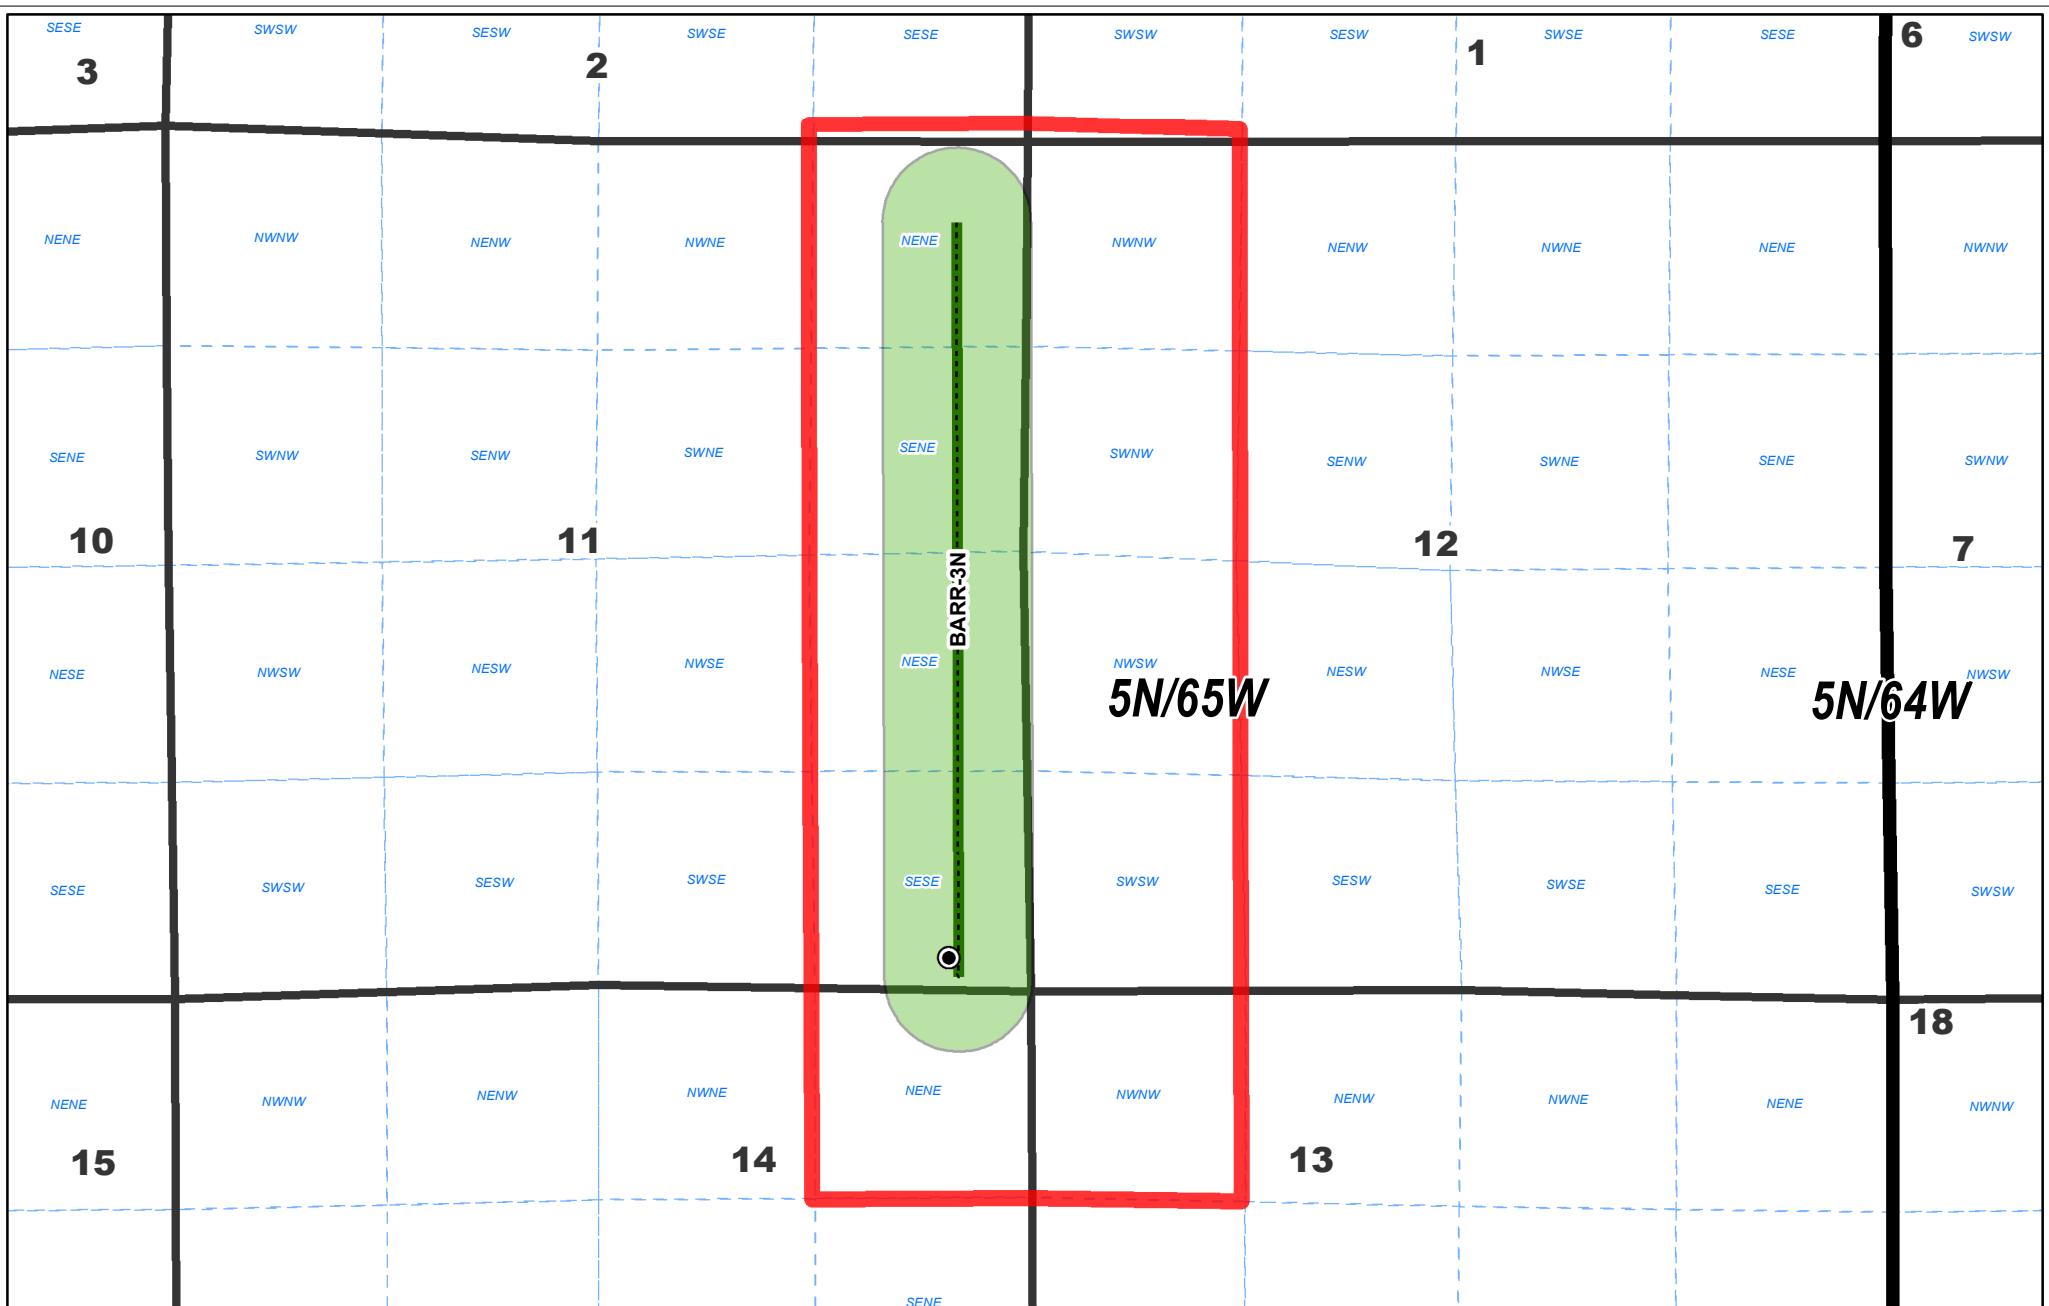 SESE SWSW SESW SWSE SESE SWSW SESW SWSE SESE 6 SWSW
3 2 1
NENE NWNW NENW NWNE NENE NWNW NENW NWNE NENE NWNW
SENE SWNW SENW SWNE SENE SWNW SENW SWNE SENE SWNW
10 11 12 7
BARR-3N
NESE NWSW NESW NWSE NESE NWSW NESW NWSE NESE NWSW
5N/65W 5N/64W
SESE SWSW SESW SWSE SESE SWSW SESW SWSE SESE SWSW
18
NENE NWNW NENW NWNE NENE NWNW NENW NWNE NENE NWNW
15 14 13
SENE